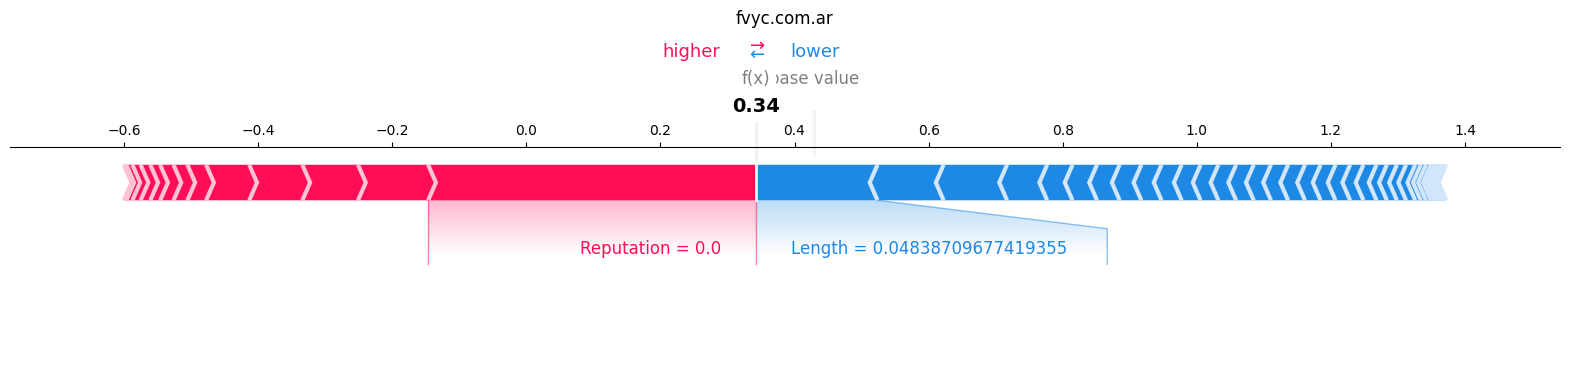 fvyc.com.ar
higher ⇄ lower
f(x) base value
0.34
−0.6 −0.4 −0.2 0.0 0.2 0.4 0.6 0.8 1.0 1.2 1.4
Reputation = 0.0 Length = 0.04838709677419355